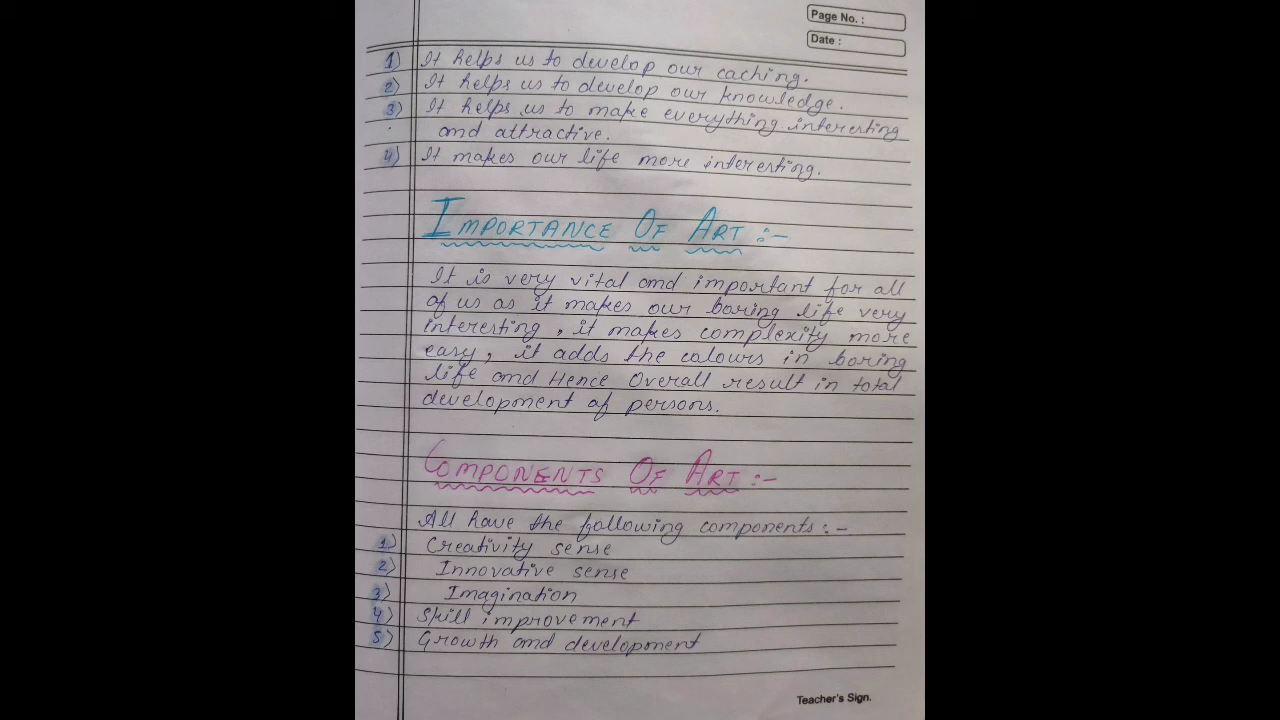 Page No. :
Date :
1) It helps us to develop our caching.
2) It helps us to develop our knowledge.
3) It helps us to make everything interesting
and attractive.
4) It makes our life more interesting.
IMPORTANCE OF ART :-
It is very vital and important for all
of us as it makes our boring life very
interesting, it makes complexity more
easy, it adds the colours in boring
life and Hence Overall result in total
development of persons.
COMPONENTS OF ART :-
All have the following components :-
1) Creativity sense
2) Innovative sense
3) Imagination
4) Skill improvement
5) Growth and development
Teacher's Sign.